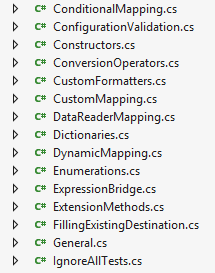 C# ConditionalMapping.cs
C# ConfigurationValidation.cs
C# Constructors.cs
C# ConversionOperators.cs
C# CustomFormatters.cs
C# CustomMapping.cs
C# DataReaderMapping.cs
C# Dictionaries.cs
C# DynamicMapping.cs
C# Enumerations.cs
C# ExpressionBridge.cs
C# ExtensionMethods.cs
C# FillingExistingDestination.cs
C# General.cs
C# IgnoreAllTests.cs